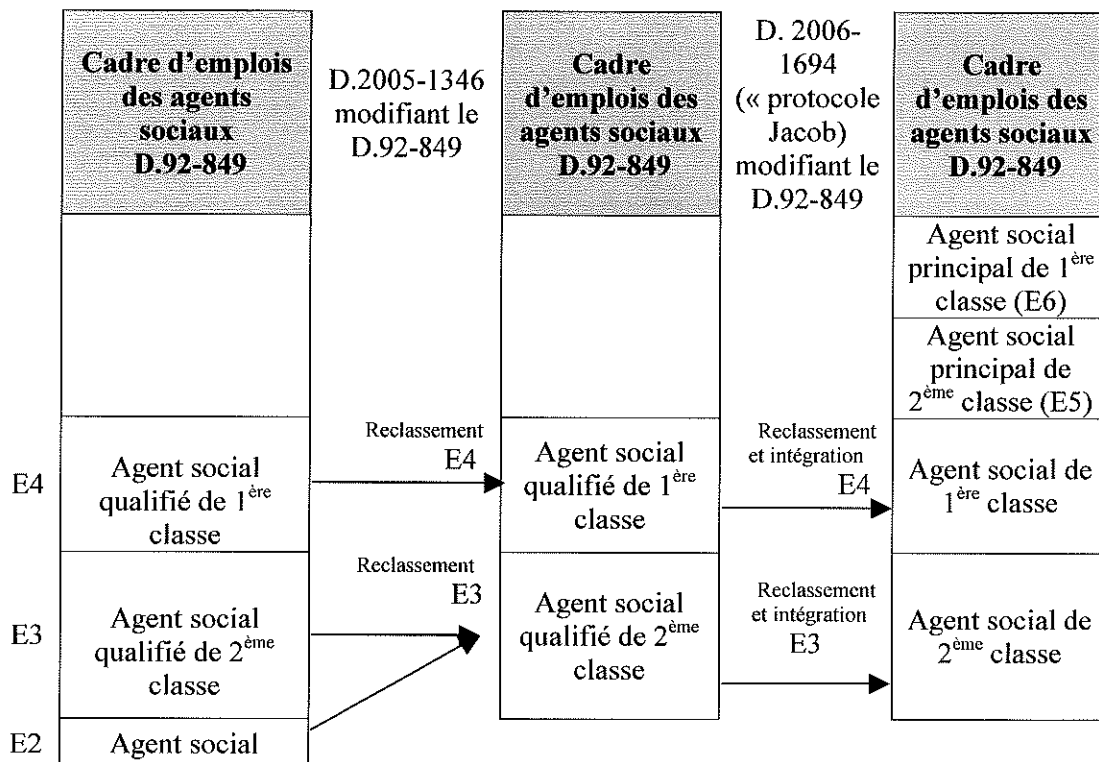 Cadre d'emplois
des agents
sociaux
D.92-849
D.2005-1346
modifiant le
D.92-849
Cadre
d'emplois des
agents sociaux
D.92-849
D. 2006-
1694
(« protocole
Jacob)
modifiant le
D.92-849
Cadre
d'emplois des
agents sociaux
D.92-849
Agent social
principal de 1ère
classe (E6)
Agent social
principal de
2ème classe (E5)
E4
Agent social
qualifié de 1ère
classe
Reclassement
E4
Agent social
qualifié de 1ère
classe
Reclassement
et intégration
E4
Agent social de
1ère classe
E3
Agent social
qualifié de 2ème
classe
Reclassement
E3
Agent social
qualifié de 2ème
classe
Reclassement
et intégration
E3
Agent social de
2ème classe
E2
Agent social